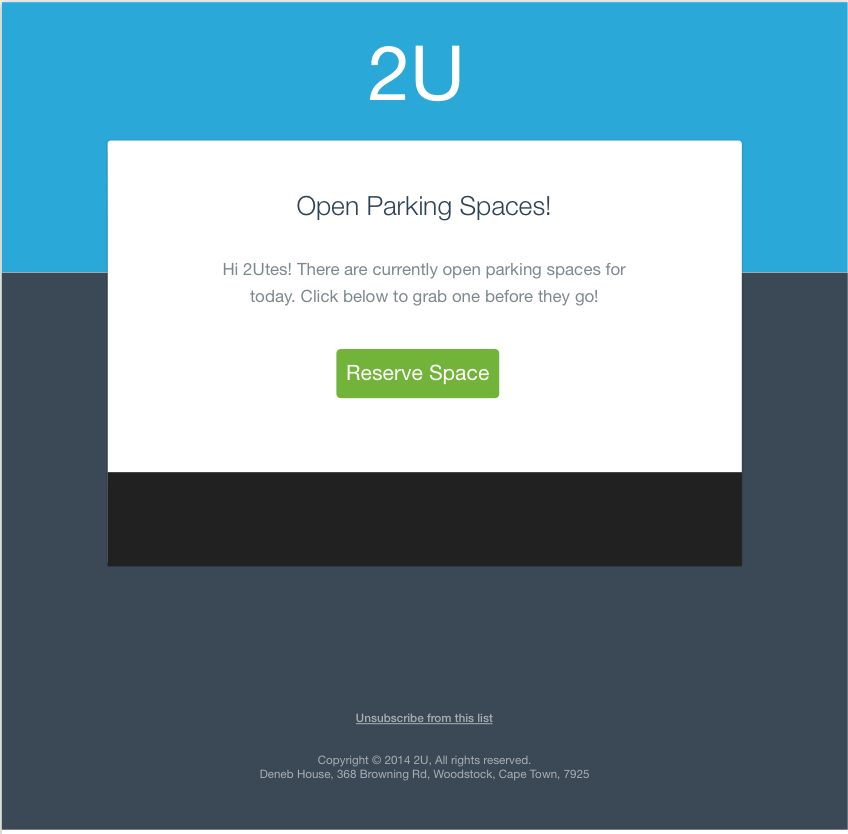 2U
Open Parking Spaces!
Hi 2Utes! There are currently open parking spaces for
today. Click below to grab one before they go!
Reserve Space
Unsubscribe from this list
Copyright © 2014 2U, All rights reserved.
Deneb House, 368 Browning Rd, Woodstock, Cape Town, 7925